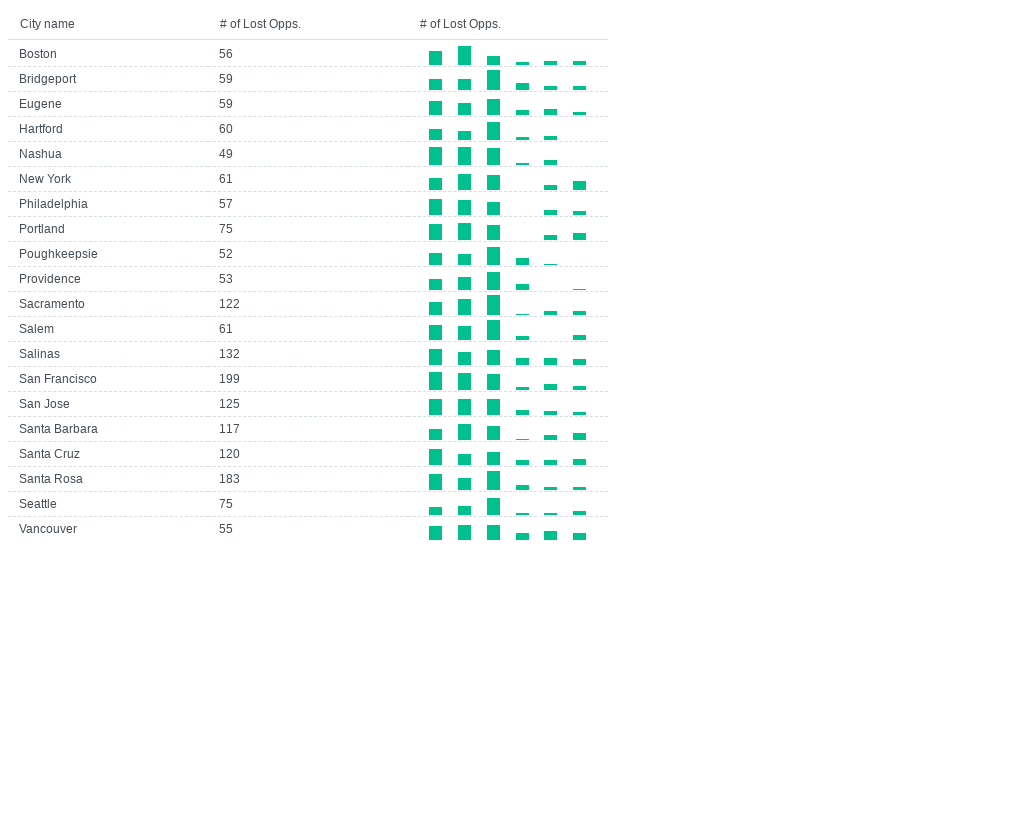 City name # of Lost Opps. # of Lost Opps.
Boston 56
Bridgeport 59
Eugene 59
Hartford 60
Nashua 49
New York 61
Philadelphia 57
Portland 75
Poughkeepsie 52
Providence 53
Sacramento 122
Salem 61
Salinas 132
San Francisco 199
San Jose 125
Santa Barbara 117
Santa Cruz 120
Santa Rosa 183
Seattle 75
Vancouver 55